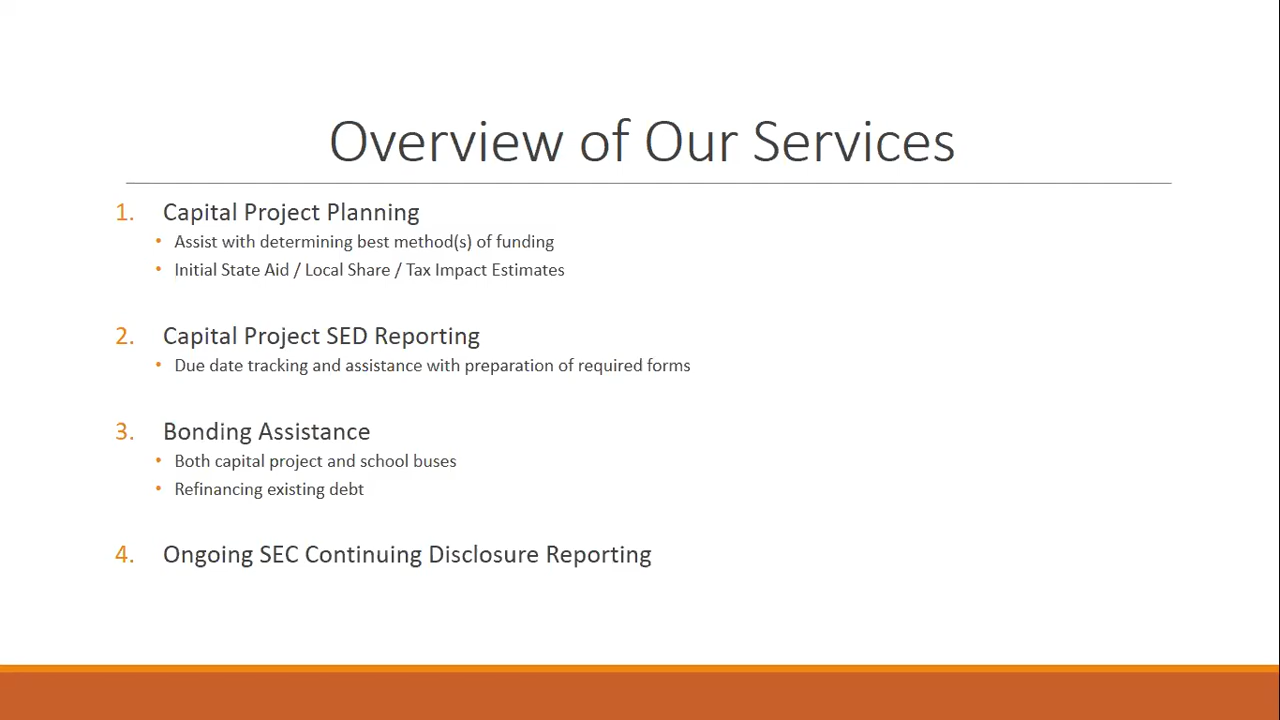 Overview of Our Services
1. Capital Project Planning
• Assist with determining best method(s) of funding
• Initial State Aid / Local Share / Tax Impact Estimates
2. Capital Project SED Reporting
• Due date tracking and assistance with preparation of required forms
3. Bonding Assistance
• Both capital project and school buses
• Refinancing existing debt
4. Ongoing SEC Continuing Disclosure Reporting